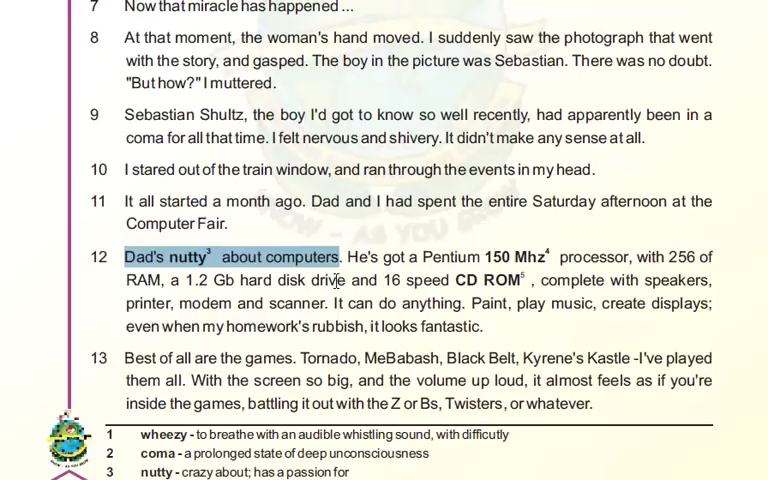 7 Now that miracle has happened ...
8 At that moment, the woman's hand moved. I suddenly saw the photograph that went
with the story, and gasped. The boy in the picture was Sebastian. There was no doubt.
"But how?" I muttered.
9 Sebastian Shultz, the boy I'd got to know so well recently, had apparently been in a
coma for all that time. I felt nervous and shivery. It didn't make any sense at all.
10 I stared out of the train window, and ran through the events in my head.
11 It all started a month ago. Dad and I had spent the entire Saturday afternoon at the
Computer Fair.
12 Dad's nutty³ about computers. He's got a Pentium 150 Mhz⁴ processor, with 256 of
RAM, a 1.2 Gb hard disk drive and 16 speed CD ROM⁵ , complete with speakers,
printer, modem and scanner. It can do anything. Paint, play music, create displays;
even when my homework's rubbish, it looks fantastic.
13 Best of all are the games. Tornado, MeBabash, Black Belt, Kyrene's Kastle -I've played
them all. With the screen so big, and the volume up loud, it almost feels as if you're
inside the games, battling it out with the Z or Bs, Twisters, or whatever.
1 wheezy - to breathe with an audible whistling sound, with difficutly
2 coma - a prolonged state of deep unconsciousness
3 nutty - crazy about; has a passion for